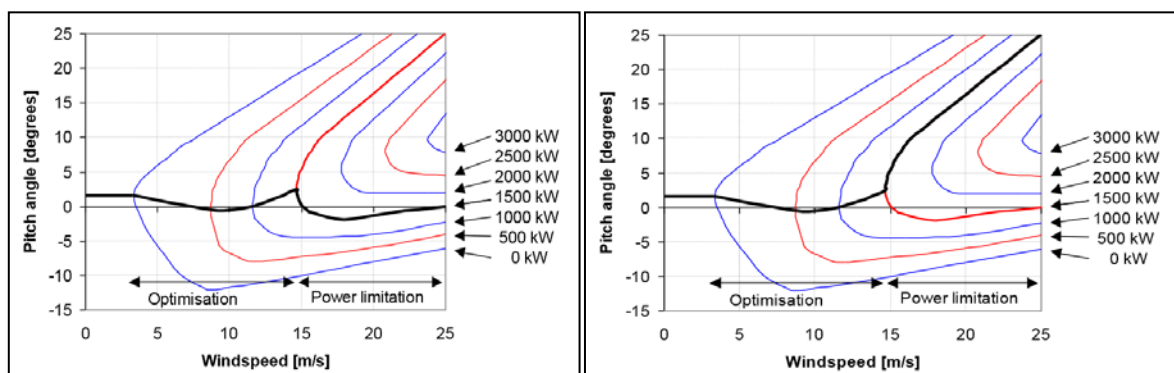 25
20
15
10
5
0
-5
-10
-15
Pitch angle [degrees]
3000 kW
2500 kW
2000 kW
1500 kW
1000 kW
500 kW
0 kW
Optimisation
Power limitation
0
5
10
15
20
25
Windspeed [m/s]
25
20
15
10
5
0
-5
-10
-15
Pitch angle [degrees]
3000 kW
2500 kW
2000 kW
1500 kW
1000 kW
500 kW
0 kW
Optimisation
Power limitation
0
5
10
15
20
25
Windspeed [m/s]